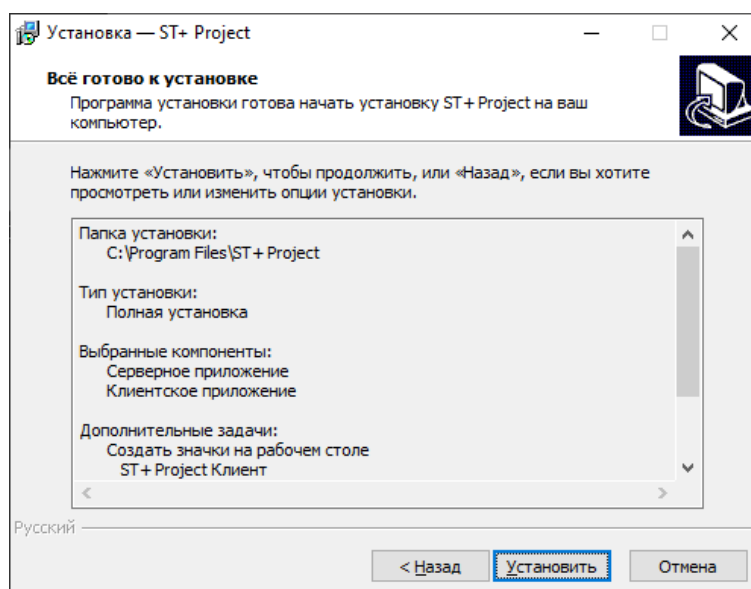 Установка — ST+ Project
Всё готово к установке
Программа установки готова начать установку ST+Project на ваш
компьютер.
Нажмите «Установить», чтобы продолжить, или «Назад», если вы хотите
просмотреть или изменить опции установки.
Папка установки:
C:\Program Files\ST+Project
Тип установки:
Полная установка
Выбранные компоненты:
Серверное приложение
Клиентское приложение
Дополнительные задачи:
Создать значки на рабочем столе
ST+Project Клиент
Русский
< Назад Установить Отмена